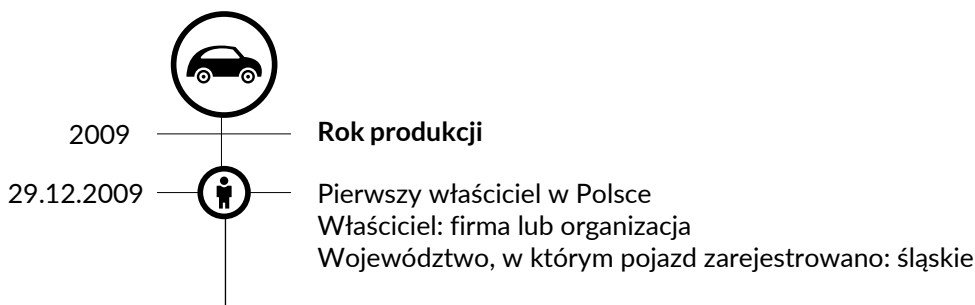 2009
Rok produkcji
29.12.2009
Pierwszy właściciel w Polsce
Właściciel: firma lub organizacja
Województwo, w którym pojazd zarejestrowano: śląskie